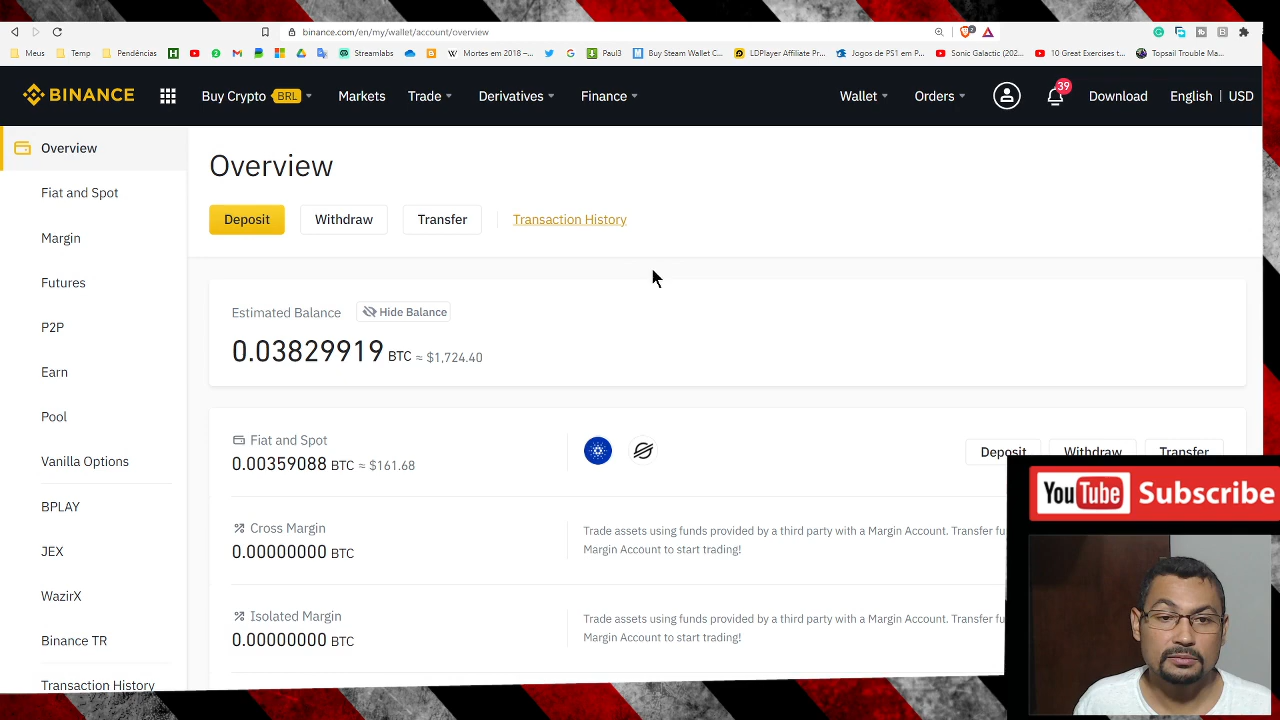 binance.com/en/my/wallet/account/overview
Meus Temp Pendências Streamlabs Mortes em 2018 –... Paul3 Buy Steam Wallet C... LDPlayer Affiliate Pr... Jogos de PS1 em P... Sonic Galactic (202... 10 Great Exercises t... Topsail Trouble Ma...
BINANCE Buy Crypto BRL Markets Trade Derivatives Finance Wallet Orders 39 Download English | USD
Overview
Fiat and Spot
Margin
Futures
P2P
Earn
Pool
Vanilla Options
BPLAY
JEX
WazirX
Binance TR
Transaction History
Overview
Deposit Withdraw Transfer Transaction History
Estimated Balance Hide Balance
0.03829919 BTC ≈ $1,724.40
Fiat and Spot
0.00359088 BTC ≈ $161.68
Deposit Withdraw Transfer
Cross Margin
0.00000000 BTC
Trade assets using funds provided by a third party with a Margin Account. Transfer fu
Margin Account to start trading!
Isolated Margin
0.00000000 BTC
Trade assets using funds provided by a third party with a Margin Account. Transfer fu
Margin Account to start trading!
YouTube Subscribe